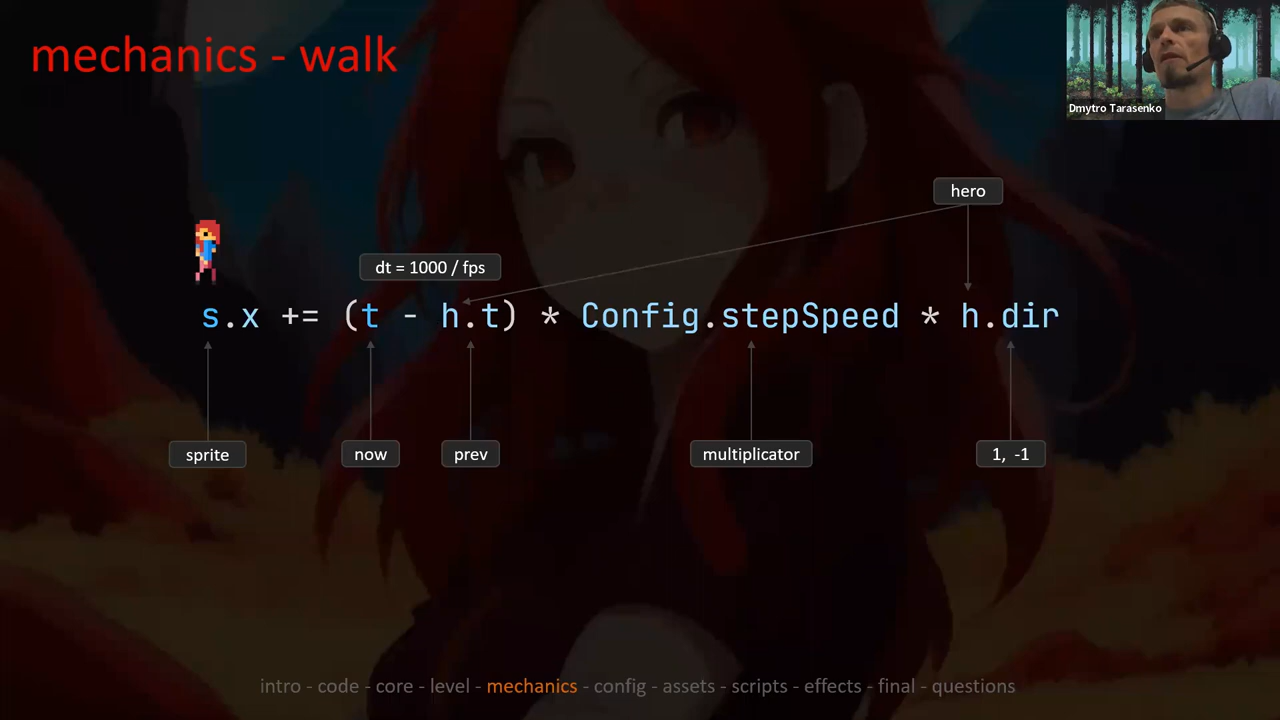 mechanics - walk
Dmytro Tarasenko
hero
dt = 1000 / fps
s.x += (t - h.t) * Config.stepSpeed * h.dir
sprite
now
prev
multiplicator
1, -1
intro - code - core - level - mechanics - config - assets - scripts - effects - final - questions